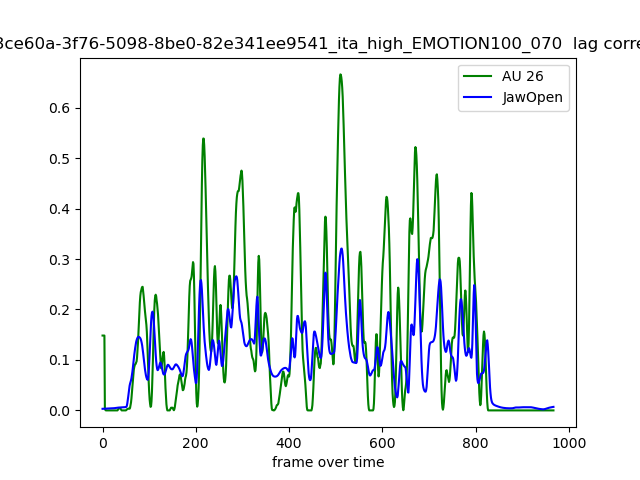 3ce60a-3f76-5098-8be0-82e341ee9541_ita_high_EMOTION100_070 lag corre
AU 26
JawOpen
0.6
0.5
0.4
0.3
0.2
0.1
0.0
0 200 400 600 800 1000
frame over time